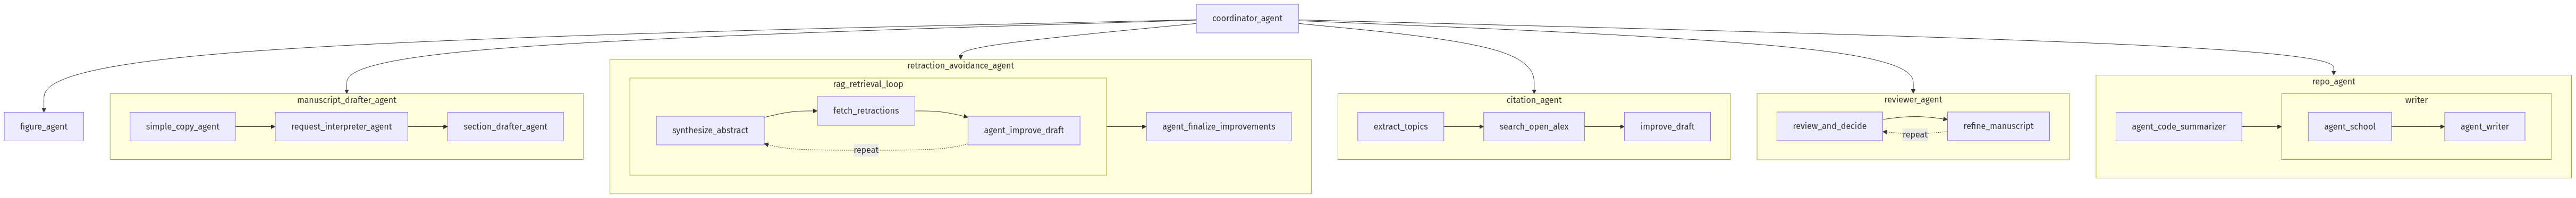 coordinator_agent
figure_agent
manuscript_drafter_agent
simple_copy_agent
request_interpreter_agent
section_drafter_agent
retraction_avoidance_agent
rag_retrieval_loop
synthesize_abstract
fetch_retractions
agent_improve_draft
repeat
agent_finalize_improvements
citation_agent
extract_topics
search_open_alex
improve_draft
reviewer_agent
review_and_decide
repeat
refine_manuscript
repo_agent
agent_code_summarizer
writer
agent_school
agent_writer